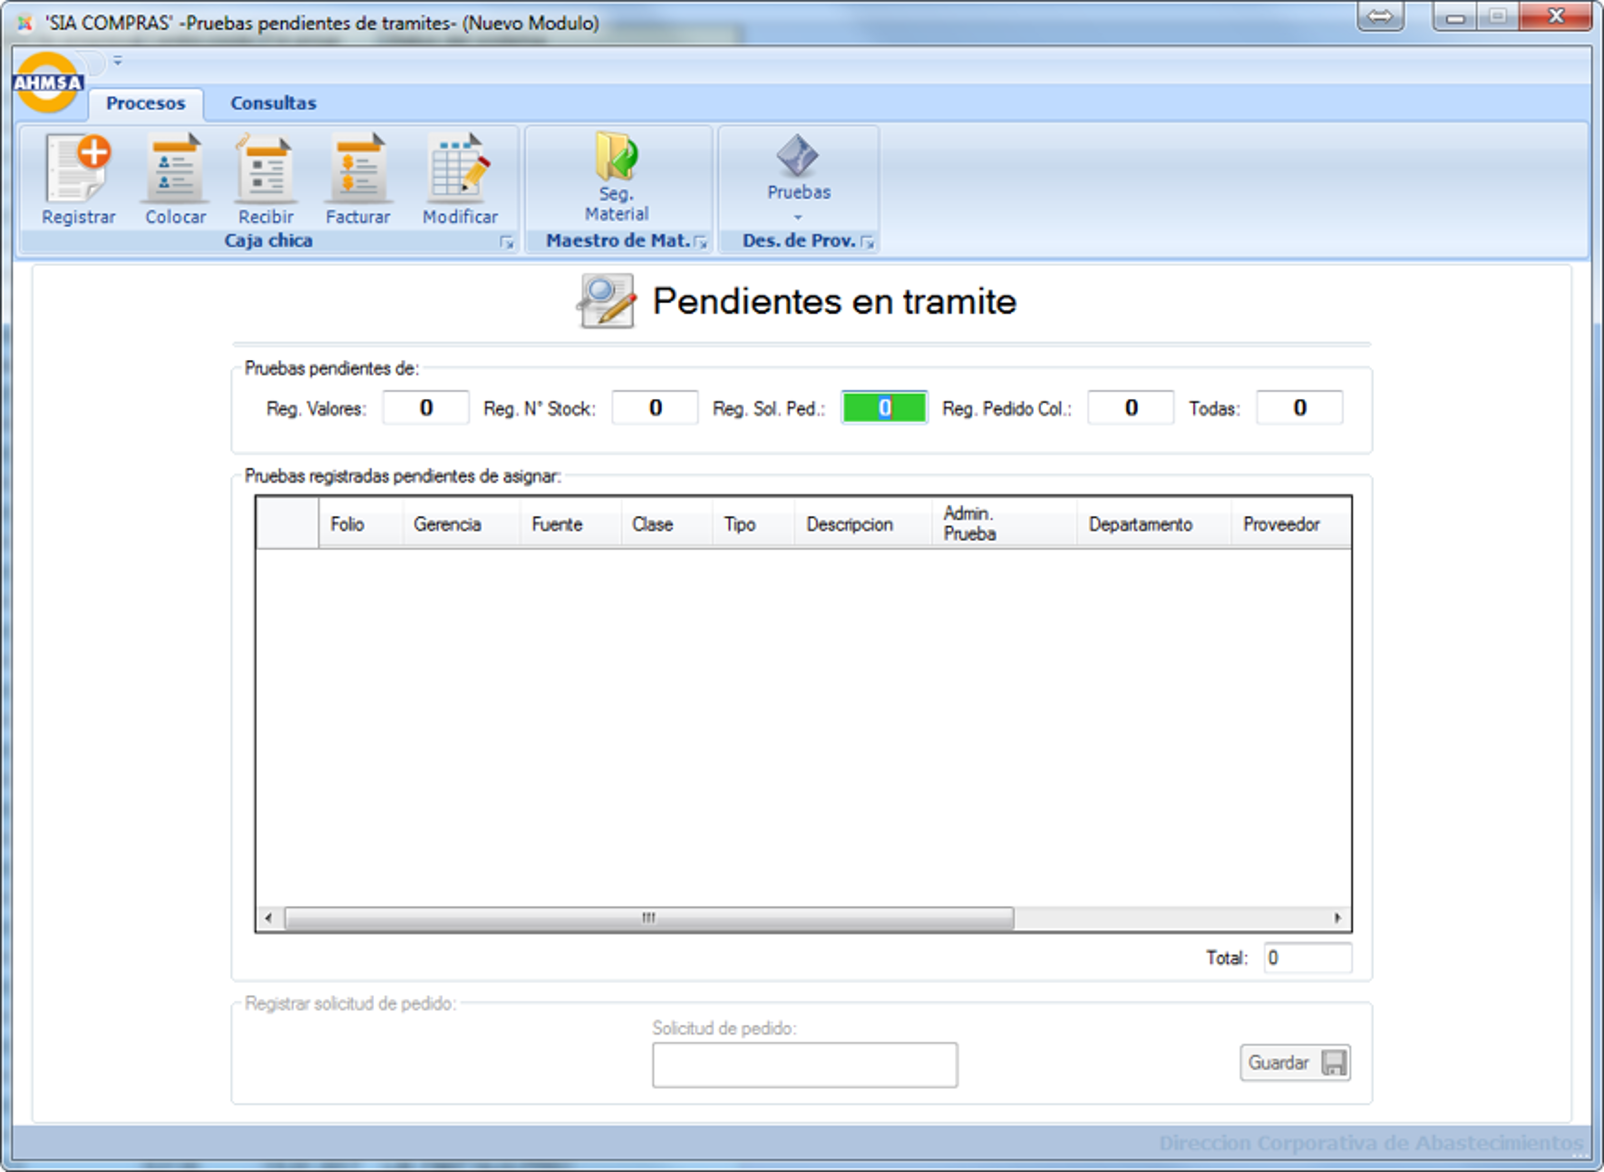 'SIA COMPRAS' -Pruebas pendientes de tramites- (Nuevo Modulo)
AHMSA
Procesos Consultas
Registrar Colocar Recibir Facturar Modificar
Caja chica
Seg.
Material
Maestro de Mat.
Pruebas
Des. de Prov.
Pendientes en tramite
Pruebas pendientes de:
Reg. Valores: 0 Reg. N° Stock: 0 Reg. Sol. Ped.: 0 Reg. Pedido Col.: 0 Todas: 0
Pruebas registradas pendientes de asignar:
Folio Gerencia Fuente Clase Tipo Descripcion Admin. Prueba Departamento Proveedor
Total: 0
Registrar solicitud de pedido:
Solicitud de pedido:
Guardar
Direccion Corporativa de Abastecimientos